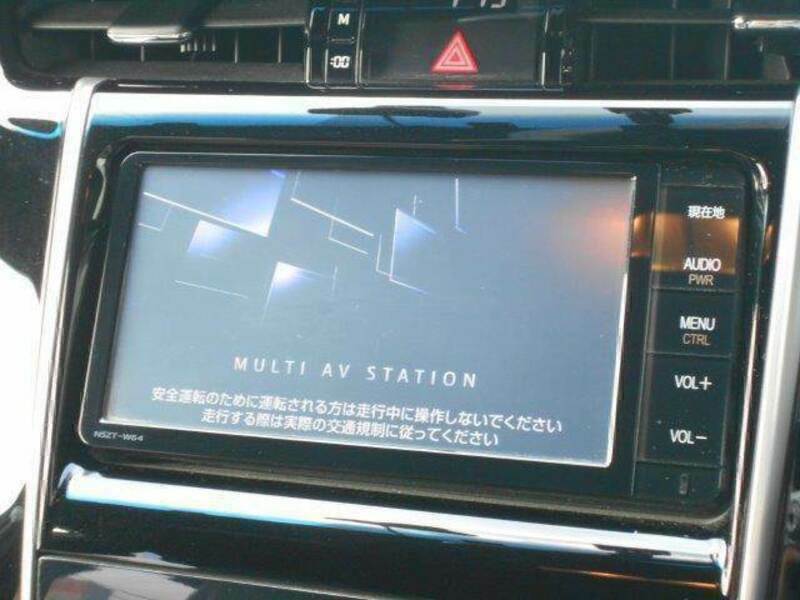 M
:00
現在地
AUDIO
PWR
MENU
CTRL
VOL+
VOL-
MULTI AV STATION
安全運転のために運転される方は走行中に操作しないでください
走行する際は実際の交通規制に従ってください
NSZT-W64